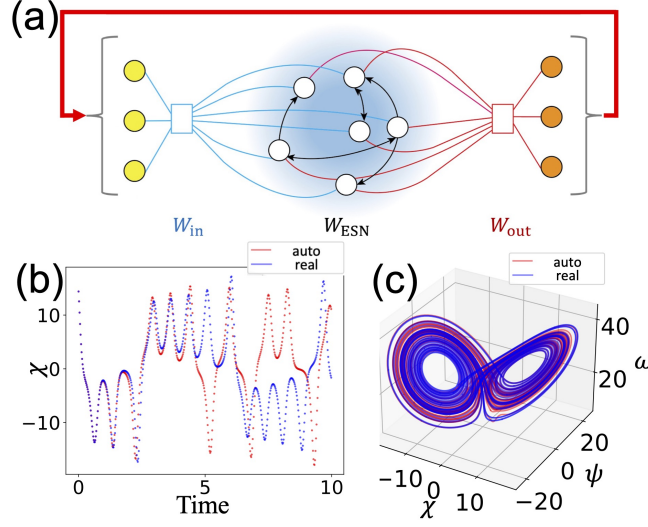 (a)
W_in W_ESN W_out
(b)
auto
real
χ
10
0
−10
0 5 10
Time
(c)
auto
real
40
20
ω
20
0
−20
ψ
−10 0 10
χ